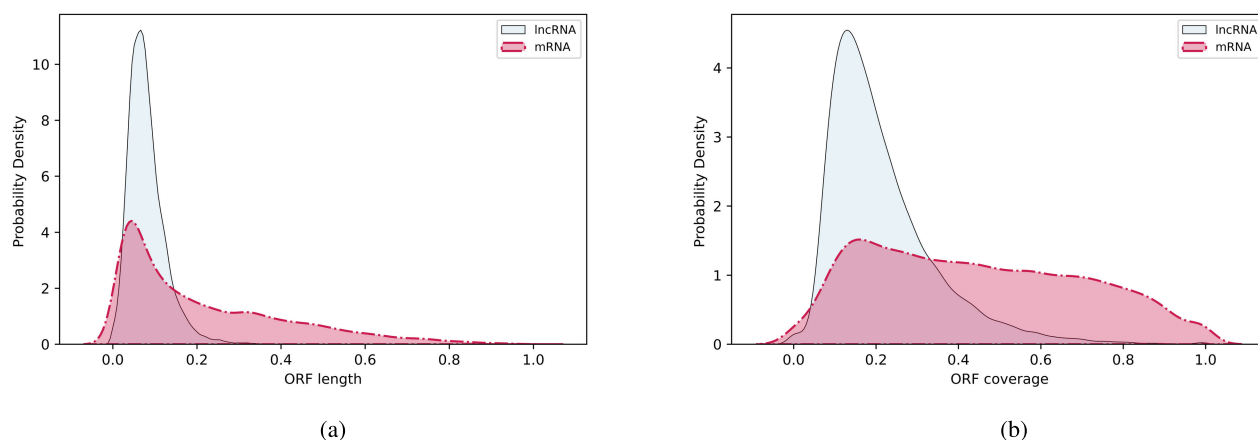 lncRNA
mRNA
10
8
6
4
2
0
Probability Density
0.0 0.2 0.4 0.6 0.8 1.0
ORF length
(a)
lncRNA
mRNA
4
3
2
1
0
Probability Density
0.0 0.2 0.4 0.6 0.8 1.0
ORF coverage
(b)